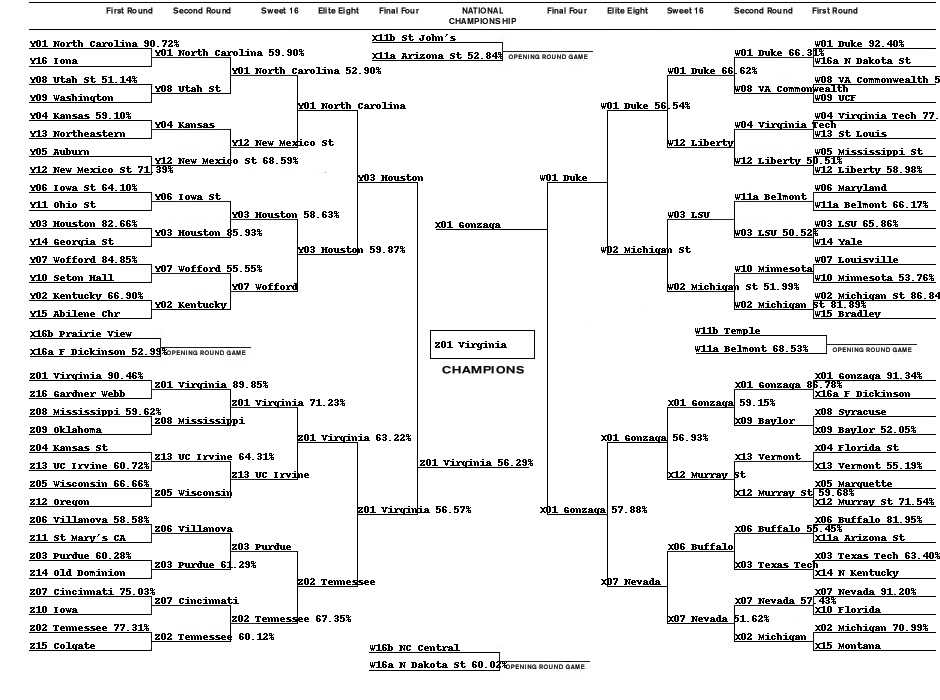 First Round Second Round Sweet 16 Elite Eight Final Four NATIONAL CHAMPIONSHIP Final Four Elite Eight Sweet 16 Second Round First Round
Y01 North Carolina 90.72%
Y16 Iona
Y08 Utah St 51.14%
Y09 Washington
Y04 Kansas 59.10%
Y13 Northeastern
Y05 Auburn
Y12 New Mexico St 71.39%
Y06 Iowa St 64.10%
Y11 Ohio St
Y03 Houston 82.66%
Y14 Georgia St
Y07 Wofford 84.85%
Y10 Seton Hall
Y02 Kentucky 66.90%
Y15 Abilene Chr
Y01 North Carolina 59.90%
Y08 Utah St
Y04 Kansas
Y12 New Mexico St 68.59%
Y06 Iowa St
Y03 Houston 85.93%
Y07 Wofford 55.55%
Y02 Kentucky
Y01 North Carolina 52.90%
Y12 New Mexico St
Y03 Houston 58.63%
Y07 Wofford
Y01 North Carolina
Y03 Houston 59.87%
Y03 Houston
X16b Prairie View
X16a F Dickinson 52.99%
OPENING ROUND GAME
Z01 Virginia 90.46%
Z16 Gardner Webb
Z08 Mississippi 59.62%
Z09 Oklahoma
Z04 Kansas St
Z13 UC Irvine 60.72%
Z05 Wisconsin 66.66%
Z12 Oregon
Z06 Villanova 58.58%
Z11 St Mary's CA
Z03 Purdue 60.28%
Z14 Old Dominion
Z07 Cincinnati 75.03%
Z10 Iowa
Z02 Tennessee 77.31%
Z15 Colgate
Z01 Virginia 89.85%
Z08 Mississippi
Z13 UC Irvine 64.31%
Z05 Wisconsin
Z06 Villanova
Z03 Purdue 61.29%
Z07 Cincinnati
Z02 Tennessee 60.12%
Z01 Virginia 71.23%
Z13 UC Irvine
Z03 Purdue
Z02 Tennessee 67.35%
Z01 Virginia 63.22%
Z02 Tennessee
Z01 Virginia 56.57%
X11b St John's
X11a Arizona St 52.84%
OPENING ROUND GAME
X01 Gonzaga
Z01 Virginia
CHAMPIONS
Z01 Virginia 56.29%
W16b NC Central
W16a N Dakota St 60.02%
OPENING ROUND GAME
W01 Duke
W01 Duke 56.54%
W02 Michigan St
W01 Duke 66.62%
W12 Liberty
W03 LSU
W02 Michigan St 51.99%
W01 Duke 66.31%
W08 VA Commonwealth
W04 Virginia Tech
W12 Liberty 50.51%
W11a Belmont
W03 LSU 50.52%
W10 Minnesota
W02 Michigan St 81.89%
W01 Duke 92.40%
W16a N Dakota St
W08 VA Commonwealth 5
W09 UCF
W04 Virginia Tech 77.
W13 St Louis
W05 Mississippi St
W12 Liberty 58.98%
W06 Maryland
W11a Belmont 66.17%
W03 LSU 65.86%
W14 Yale
W07 Louisville
W10 Minnesota 53.76%
W02 Michigan St 86.84
W15 Bradley
W11b Temple
W11a Belmont 68.53%
OPENING ROUND GAME
X01 Gonzaga 57.88%
X01 Gonzaga 56.93%
X07 Nevada
X01 Gonzaga 59.15%
X12 Murray St
X06 Buffalo
X07 Nevada 51.62%
X01 Gonzaga 86.78%
X09 Baylor
X13 Vermont
X12 Murray St 59.68%
X06 Buffalo 55.45%
X03 Texas Tech
X07 Nevada 57.43%
X02 Michigan
X01 Gonzaga 91.34%
X16a F Dickinson
X08 Syracuse
X09 Baylor 52.05%
X04 Florida St
X13 Vermont 55.19%
X05 Marquette
X12 Murray St 71.54%
X06 Buffalo 81.95%
X11a Arizona St
X03 Texas Tech 63.40%
X14 N Kentucky
X07 Nevada 91.20%
X10 Florida
X02 Michigan 70.99%
X15 Montana